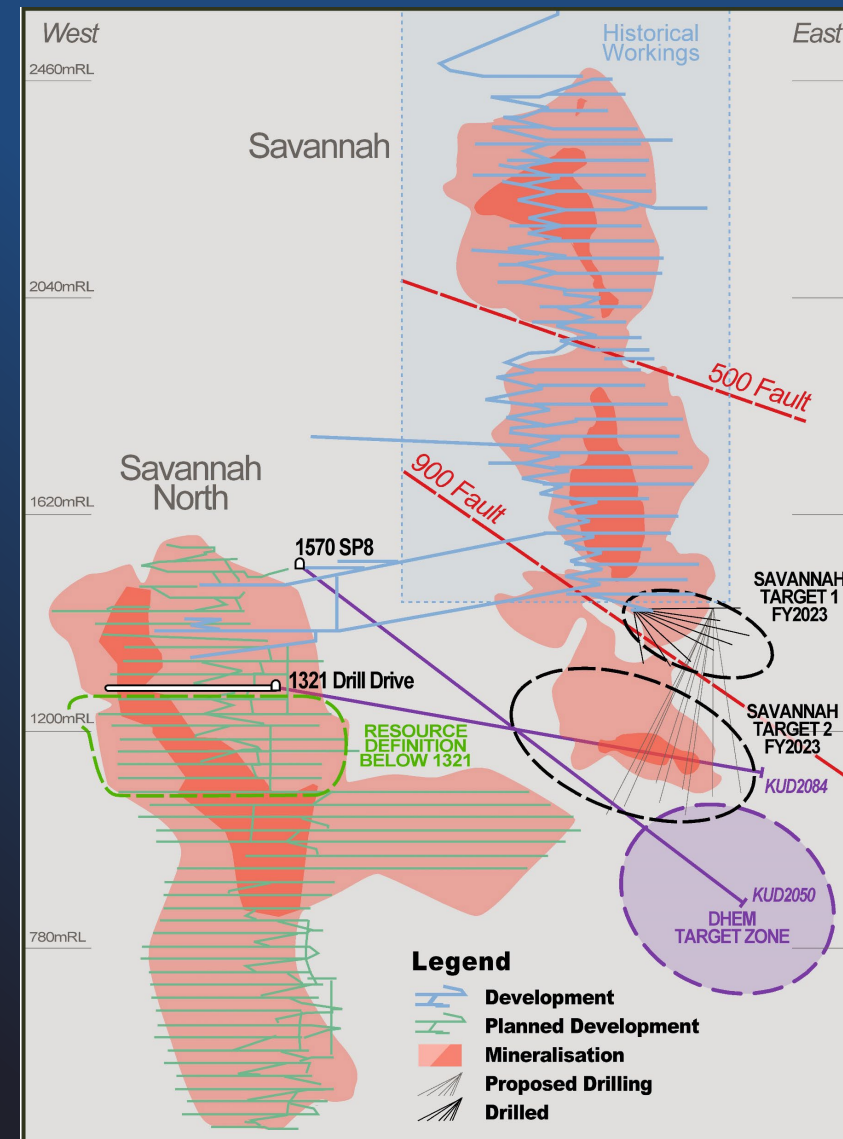 West
Historical
Workings
East
2460mRL
Savannah
2040mRL
500 Fault
900 Fault
Savannah
North
1620mRL
1570 SP8
SAVANNAH
TARGET 1
FY2023
1321 Drill Drive
1200mRL
RESOURCE
DEFINITION
BELOW 1321
SAVANNAH
TARGET 2
FY2023
KUD2084
KUD2050
DHEM
TARGET ZONE
780mRL
Legend
Development
Planned Development
Mineralisation
Proposed Drilling
Drilled